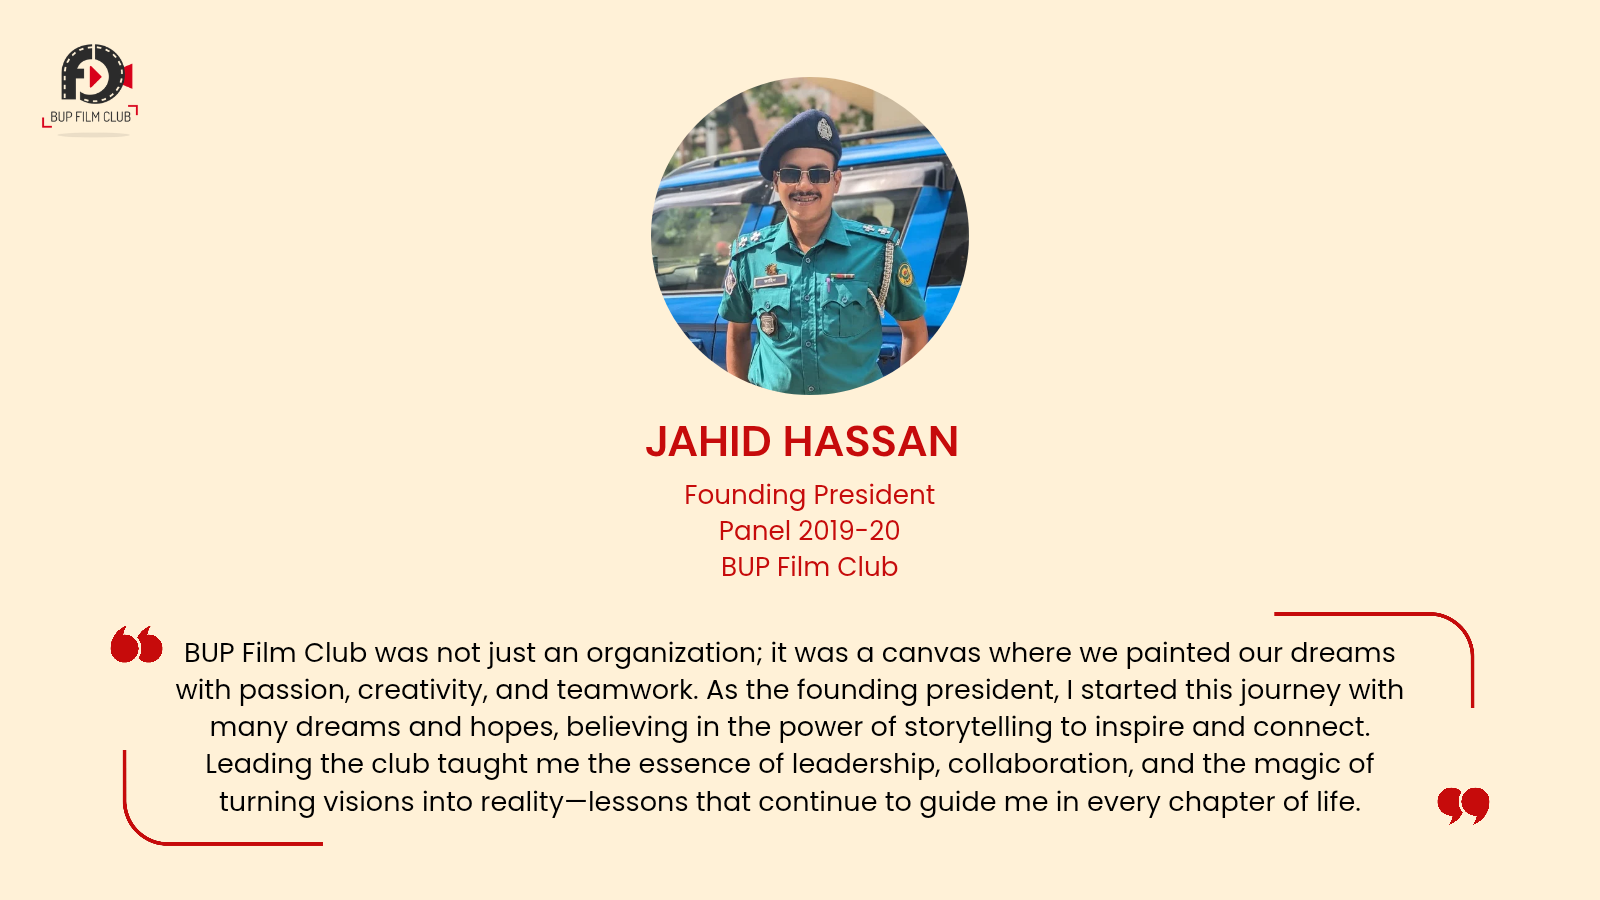 BUP FILM CLUB
JAHID HASSAN
Founding President
Panel 2019-20
BUP Film Club
BUP Film Club was not just an organization; it was a canvas where we painted our dreams
with passion, creativity, and teamwork. As the founding president, I started this journey with
many dreams and hopes, believing in the power of storytelling to inspire and connect.
Leading the club taught me the essence of leadership, collaboration, and the magic of
turning visions into reality—lessons that continue to guide me in every chapter of life.